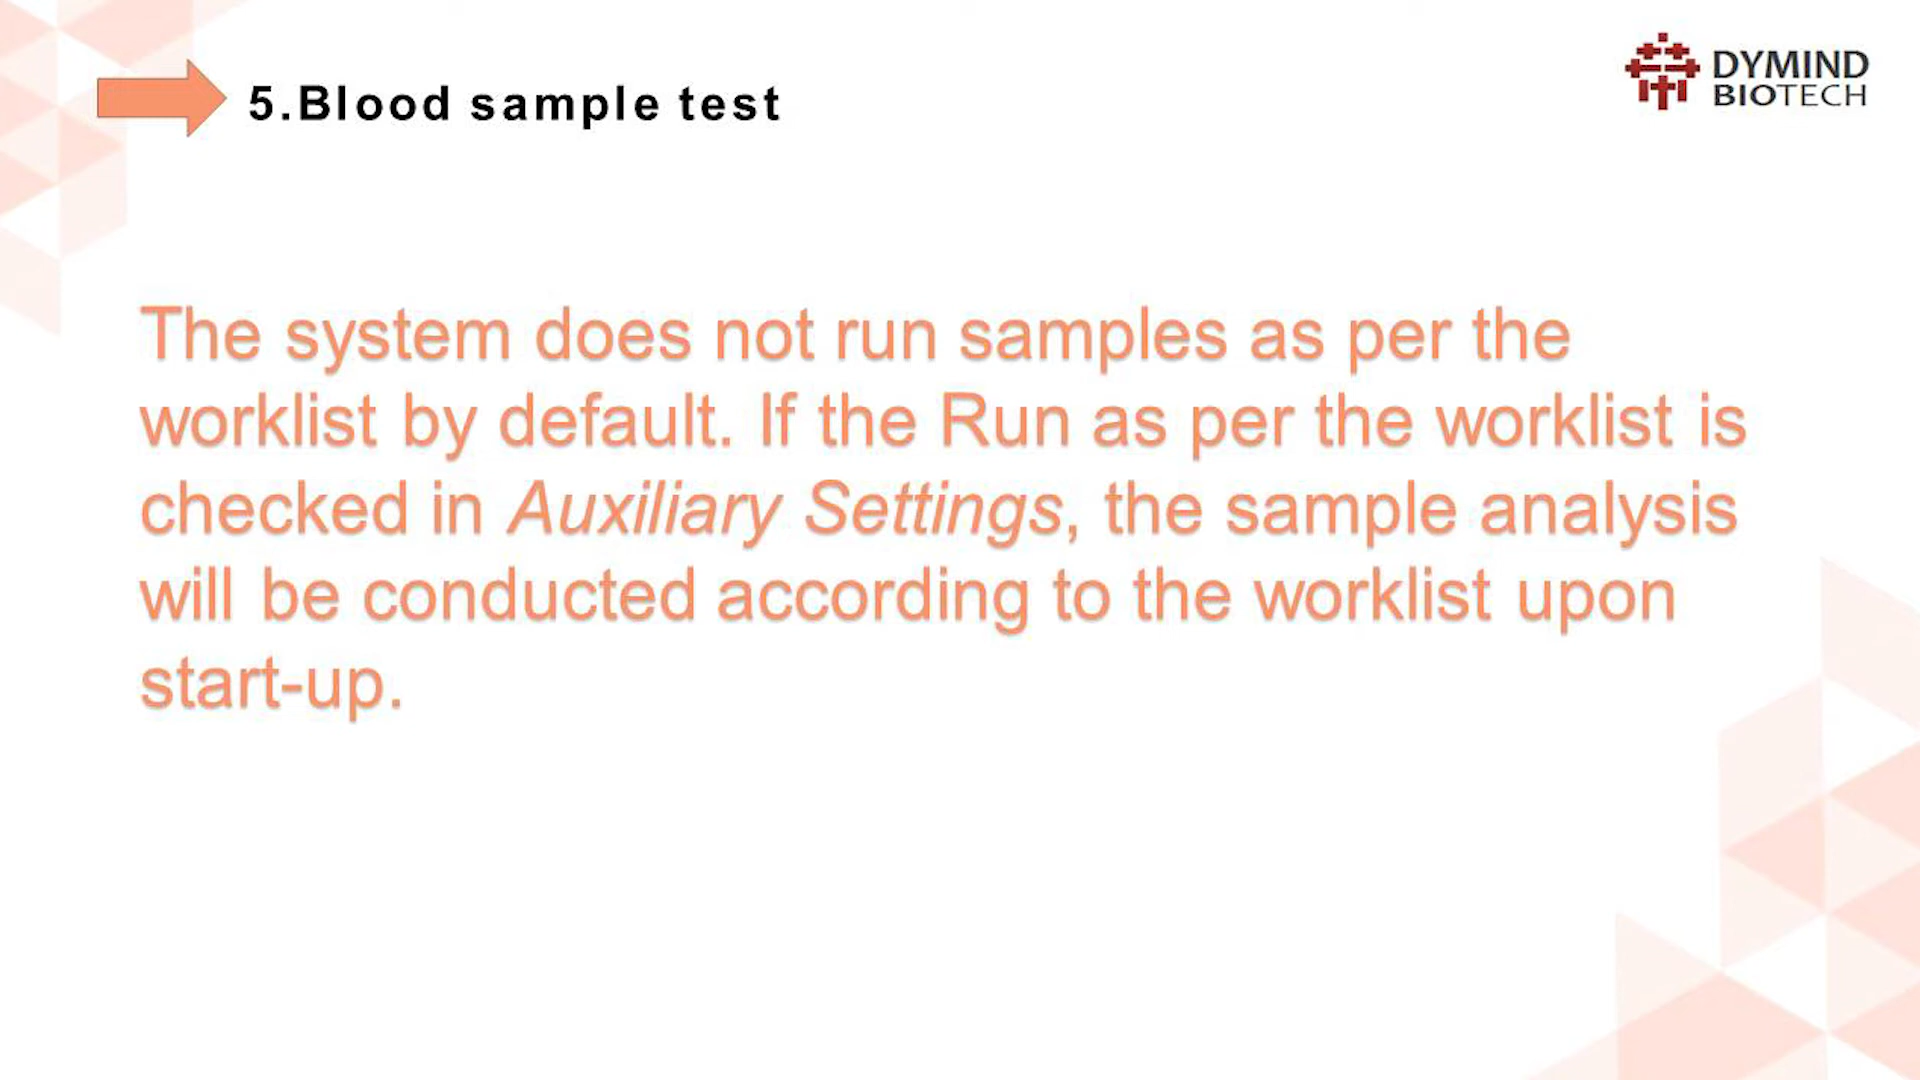 5.Blood sample test
DYMIND
BIOTECH
The system does not run samples as per the
worklist by default. If the Run as per the worklist is
checked in Auxiliary Settings, the sample analysis
will be conducted according to the worklist upon
start-up.